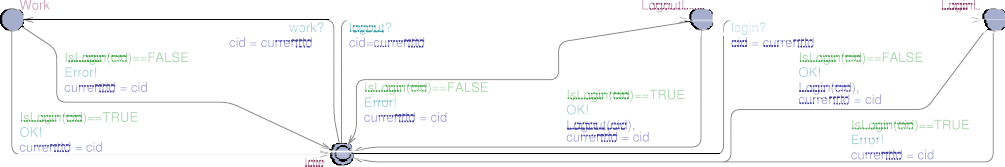 Work
work?
cid = currentId
IsLogin(cid)==FALSE
Error!
currentId = cid
IsLogin(cid)==TRUE
OK!
currentId = cid
logout?
cid=currentId
IsLogin(cid)==FALSE
Error!
currentId = cid
Logout
IsLogin(cid)==TRUE
OK!
Logout(cid),
currentId = cid
login?
cid = currentId
Login
IsLogin(cid)==FALSE
OK!
Login(cid),
currentId = cid
IsLogin(cid)==TRUE
Error!
currentId = cid